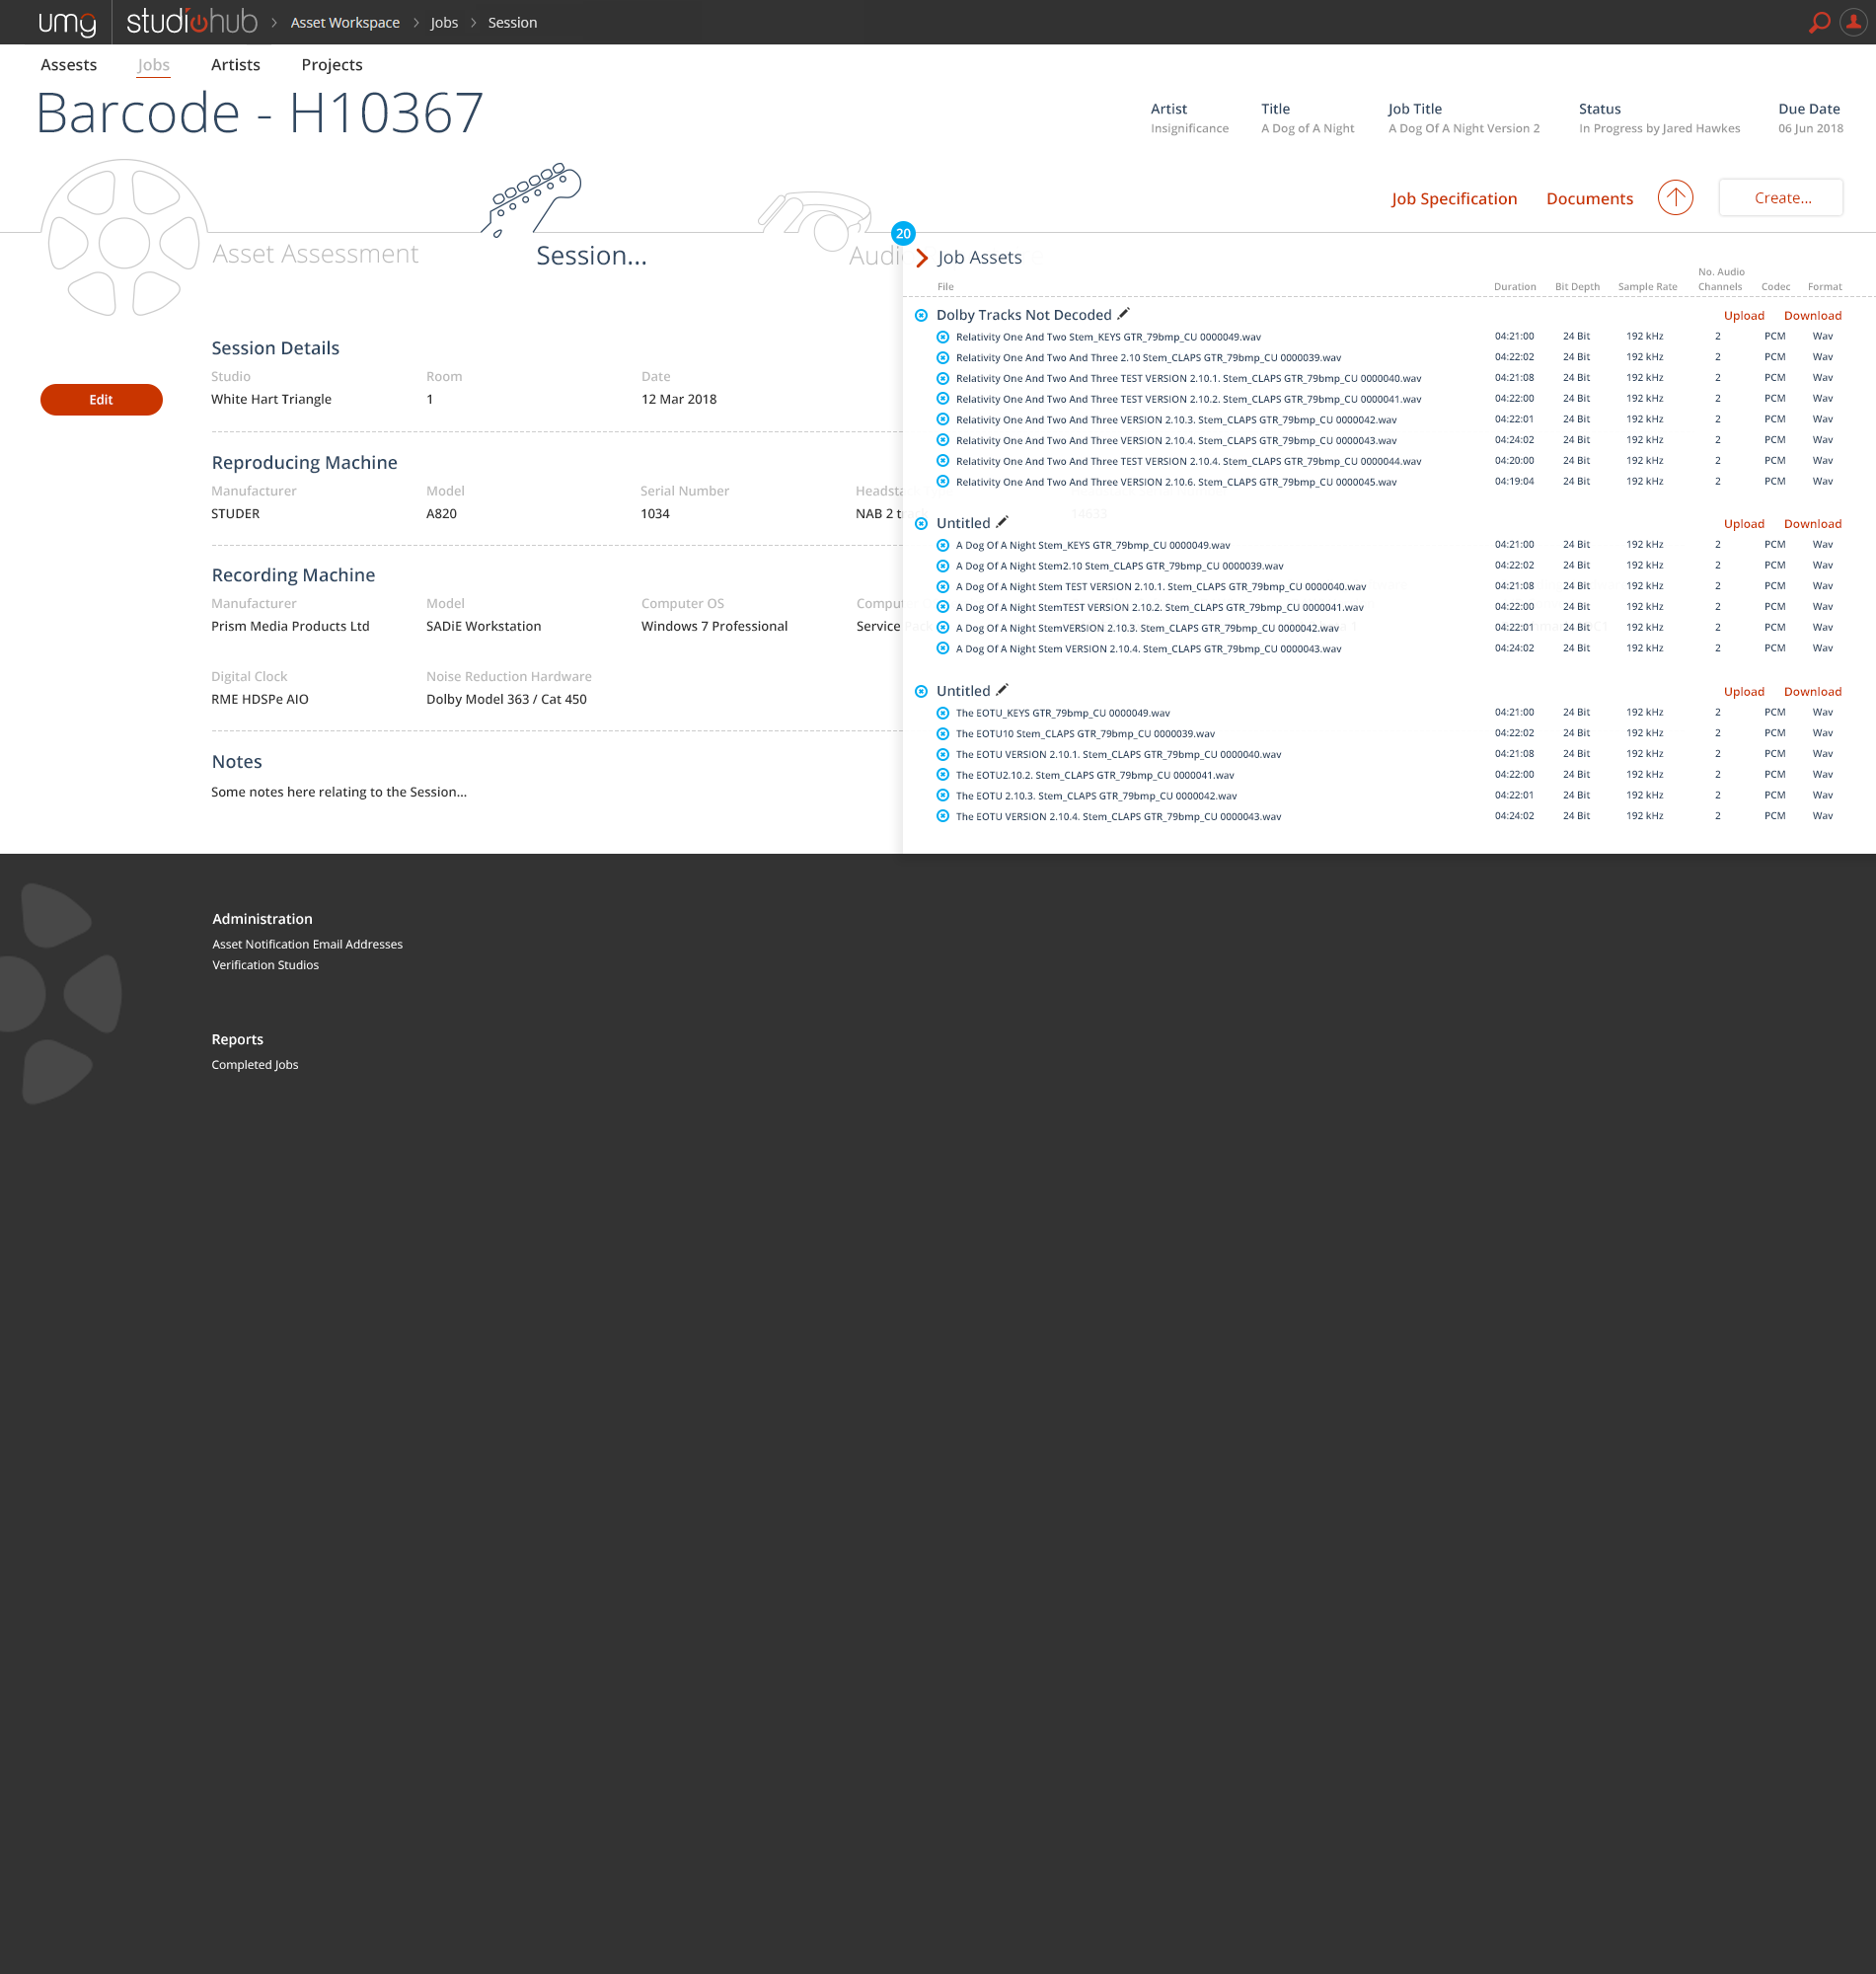 umg studiohub > Asset Workspace > Jobs > Session
Assests Jobs Artists Projects
Barcode - H10367
Artist Title Job Title Status Due Date
Insignificance A Dog of A Night A Dog Of A Night Version 2 In Progress by Jared Hawkes 06 Jun 2018
Job Specification Documents Create...
Asset Assessment Session... Audi
20
Job Assets
No. Audio
File Duration Bit Depth Sample Rate Channels Codec Format
Dolby Tracks Not Decoded Upload Download
Relativity One And Two Stem_KEYS GTR_79bmp_CU 0000049.wav 04:21:00 24 Bit 192 kHz 2 PCM Wav
Relativity One And Two And Three 2.10 Stem_CLAPS GTR_79bmp_CU 0000039.wav 04:22:02 24 Bit 192 kHz 2 PCM Wav
Relativity One And Two And Three TEST VERSION 2.10.1. Stem_CLAPS GTR_79bmp_CU 0000040.wav 04:21:08 24 Bit 192 kHz 2 PCM Wav
Relativity One And Two And Three TEST VERSION 2.10.2. Stem_CLAPS GTR_79bmp_CU 0000041.wav 04:22:00 24 Bit 192 kHz 2 PCM Wav
Relativity One And Two And Three VERSION 2.10.3. Stem_CLAPS GTR_79bmp_CU 0000042.wav 04:22:01 24 Bit 192 kHz 2 PCM Wav
Relativity One And Two And Three VERSION 2.10.4. Stem_CLAPS GTR_79bmp_CU 0000043.wav 04:24:02 24 Bit 192 kHz 2 PCM Wav
Relativity One And Two And Three TEST VERSION 2.10.4. Stem_CLAPS GTR_79bmp_CU 0000044.wav 04:20:00 24 Bit 192 kHz 2 PCM Wav
Relativity One And Two And Three VERSION 2.10.6. Stem_CLAPS GTR_79bmp_CU 0000045.wav 04:19:04 24 Bit 192 kHz 2 PCM Wav
Untitled Upload Download
A Dog Of A Night Stem_KEYS GTR_79bmp_CU 0000049.wav 04:21:00 24 Bit 192 kHz 2 PCM Wav
A Dog Of A Night Stem2.10 Stem_CLAPS GTR_79bmp_CU 0000039.wav 04:22:02 24 Bit 192 kHz 2 PCM Wav
A Dog Of A Night Stem TEST VERSION 2.10.1. Stem_CLAPS GTR_79bmp_CU 0000040.wav 04:21:08 24 Bit 192 kHz 2 PCM Wav
A Dog Of A Night StemTEST VERSION 2.10.2. Stem_CLAPS GTR_79bmp_CU 0000041.wav 04:22:00 24 Bit 192 kHz 2 PCM Wav
A Dog Of A Night StemVERSION 2.10.3. Stem_CLAPS GTR_79bmp_CU 0000042.wav 04:22:01 24 Bit 192 kHz 2 PCM Wav
A Dog Of A Night Stem VERSION 2.10.4. Stem_CLAPS GTR_79bmp_CU 0000043.wav 04:24:02 24 Bit 192 kHz 2 PCM Wav
Untitled Upload Download
The EOTU_KEYS GTR_79bmp_CU 0000049.wav 04:21:00 24 Bit 192 kHz 2 PCM Wav
The EOTU10 Stem_CLAPS GTR_79bmp_CU 0000039.wav 04:22:02 24 Bit 192 kHz 2 PCM Wav
The EOTU VERSION 2.10.1. Stem_CLAPS GTR_79bmp_CU 0000040.wav 04:21:08 24 Bit 192 kHz 2 PCM Wav
The EOTU2.10.2. Stem_CLAPS GTR_79bmp_CU 0000041.wav 04:22:00 24 Bit 192 kHz 2 PCM Wav
The EOTU 2.10.3. Stem_CLAPS GTR_79bmp_CU 0000042.wav 04:22:01 24 Bit 192 kHz 2 PCM Wav
The EOTU VERSION 2.10.4. Stem_CLAPS GTR_79bmp_CU 0000043.wav 04:24:02 24 Bit 192 kHz 2 PCM Wav
Edit
Session Details
Studio Room Date
White Hart Triangle 1 12 Mar 2018
Reproducing Machine
Manufacturer Model Serial Number Headsta
STUDER A820 1034 NAB 2 track
Recording Machine
Manufacturer Model Computer OS Compu
Prism Media Products Ltd SADiE Workstation Windows 7 Professional Service Pack
Digital Clock Noise Reduction Hardware
RME HDSPe AIO Dolby Model 363 / Cat 450
Notes
Some notes here relating to the Session...
Administration
Asset Notification Email Addresses
Verification Studios
Reports
Completed Jobs